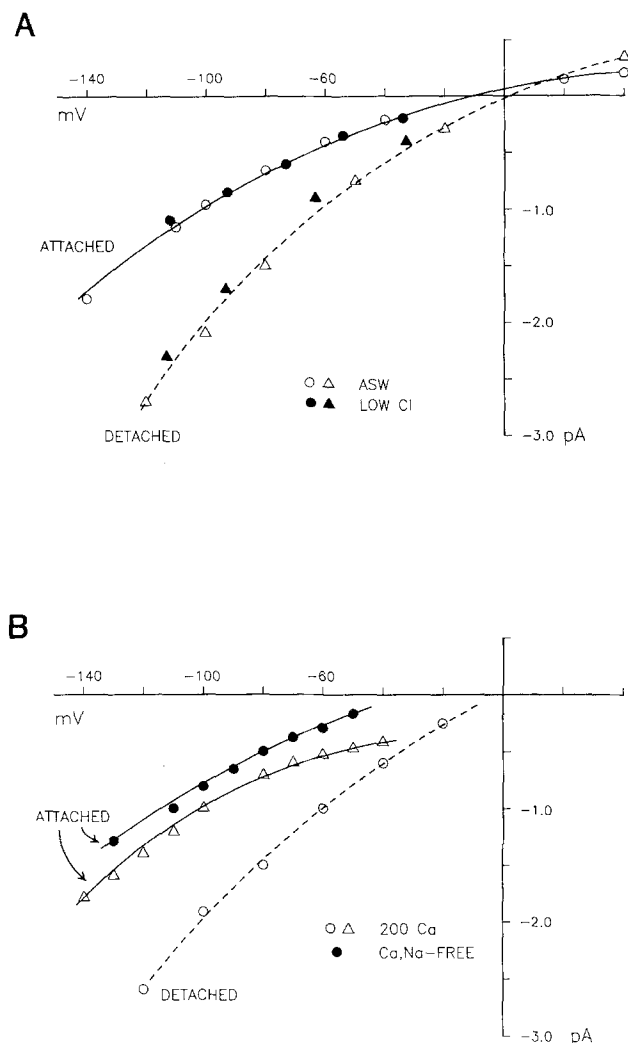 A
-140 -100 -60
mV
ATTACHED
-1.0
-2.0
○ △ ASW
● ▲ LOW Cl
DETACHED
-3.0 pA
B
-140 -100 -60
mV
ATTACHED
-1.0
-2.0
○ △ 200 Ca
● Ca,Na-FREE
DETACHED
-3.0 pA